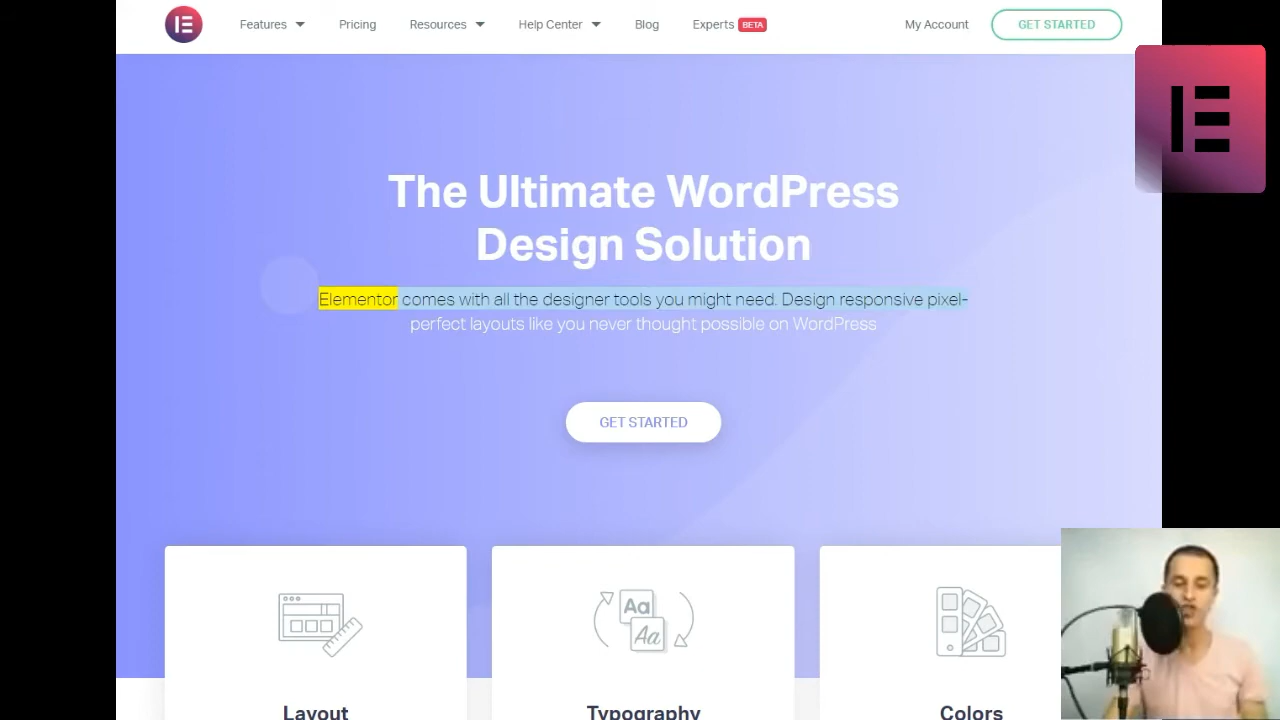 Features
Pricing
Resources
Help Center
Blog
Experts BETA
My Account
GET STARTED
The Ultimate WordPress
Design Solution
Elementor comes with all the designer tools you might need. Design responsive pixel-
perfect layouts like you never thought possible on WordPress
GET STARTED
Aa
Aa
Layout
Typography
Colors